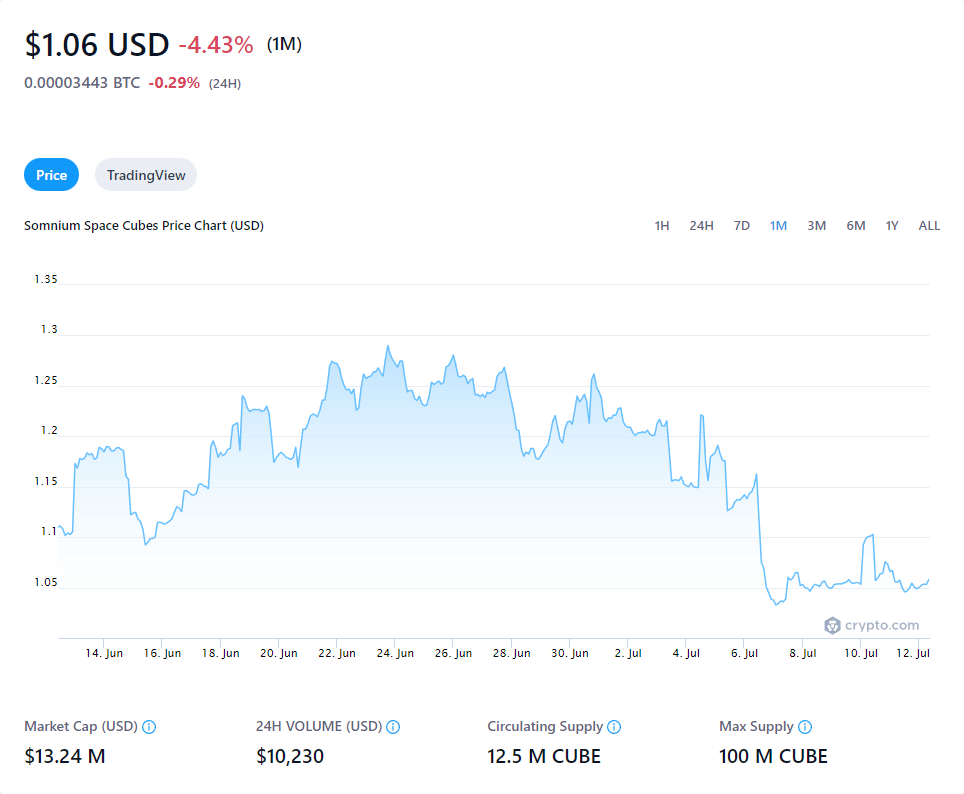 $1.06 USD -4.43% (1M)
0.00003443 BTC -0.29% (24H)
Price TradingView
Somnium Space Cubes Price Chart (USD) 1H 24H 7D 1M 3M 6M 1Y ALL
1.35
1.3
1.25
1.2
1.15
1.1
1.05
crypto.com
14. Jun 16. Jun 18. Jun 20. Jun 22. Jun 24. Jun 26. Jun 28. Jun 30. Jun 2. Jul 4. Jul 6. Jul 8. Jul 10. Jul 12. Jul
Market Cap (USD) 24H VOLUME (USD) Circulating Supply Max Supply
$13.24 M $10,230 12.5 M CUBE 100 M CUBE